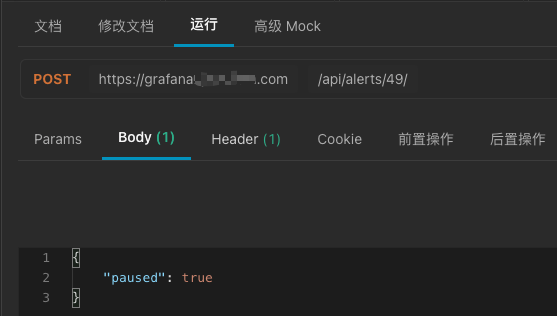 文档 修改文档 运行 高级 Mock
POST https://grafana .com /api/alerts/49/
Params Body (1) Header (1) Cookie 前置操作 后置操作
1 {
2 "paused": true
3 }